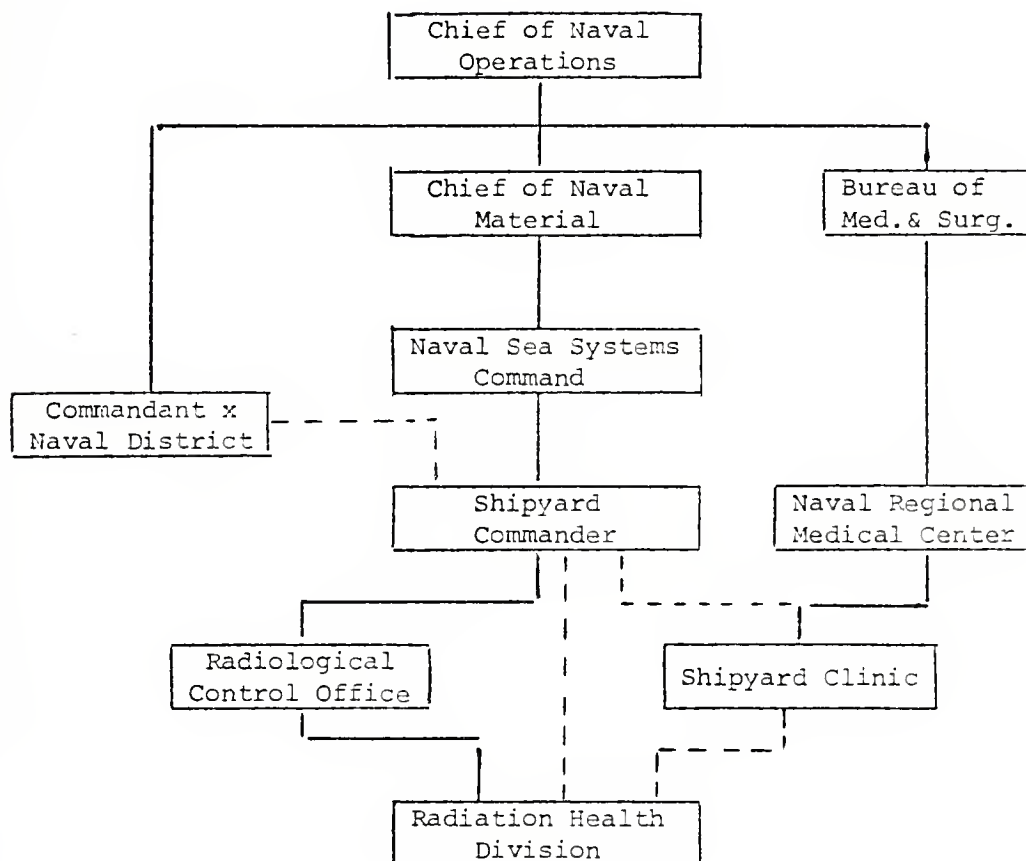 Chief of Naval
Operations
Chief of Naval
Material
Bureau of
Med.& Surg.
Naval Sea Systems
Command
Commandant x
Naval District
Shipyard
Commander
Naval Regional
Medical Center
Radiological
Control Office
Shipyard Clinic
Radiation Health
Division